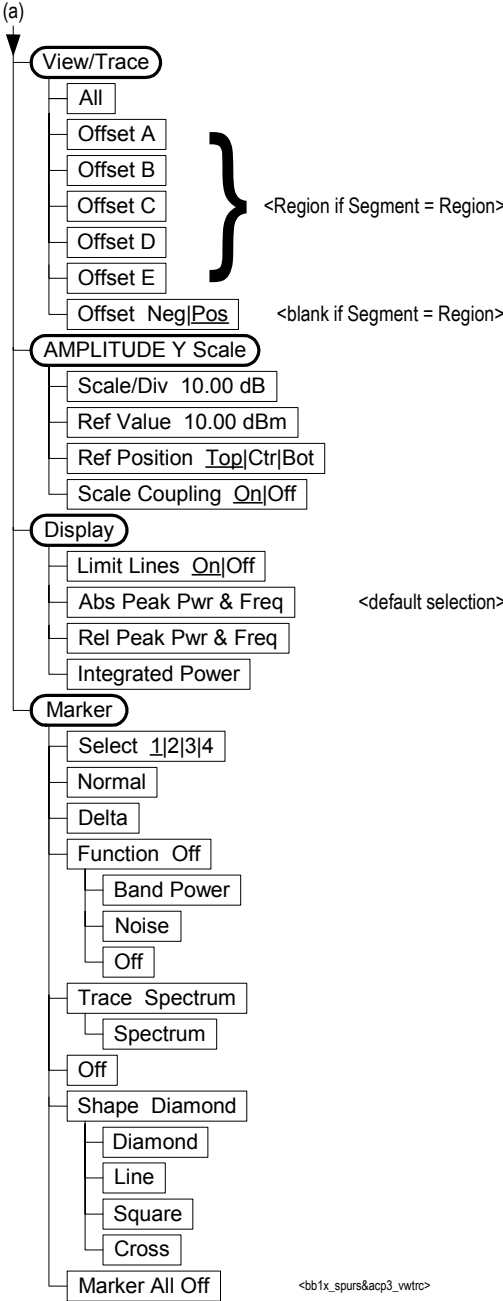 (a)
View/Trace
All
Offset A
Offset B
Offset C <Region if Segment = Region>
Offset D
Offset E
Offset Neg|Pos <blank if Segment = Region>
AMPLITUDE Y Scale
Scale/Div 10.00 dB
Ref Value 10.00 dBm
Ref Position Top|Ctr|Bot
Scale Coupling On|Off
Display
Limit Lines On|Off
Abs Peak Pwr & Freq <default selection>
Rel Peak Pwr & Freq
Integrated Power
Marker
Select 1|2|3|4
Normal
Delta
Function Off
Band Power
Noise
Off
Trace Spectrum
Spectrum
Off
Shape Diamond
Diamond
Line
Square
Cross
Marker All Off <bb1x_spurs&acp3_vwtrc>